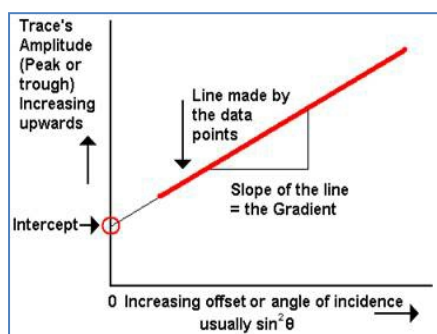 Trace's
Amplitude
(Peak or
trough)
Increasing
upwards
Line made by
the data
points
Slope of the line
= the Gradient
Intercept
0 Increasing offset or angle of incidence
usually sin²θ